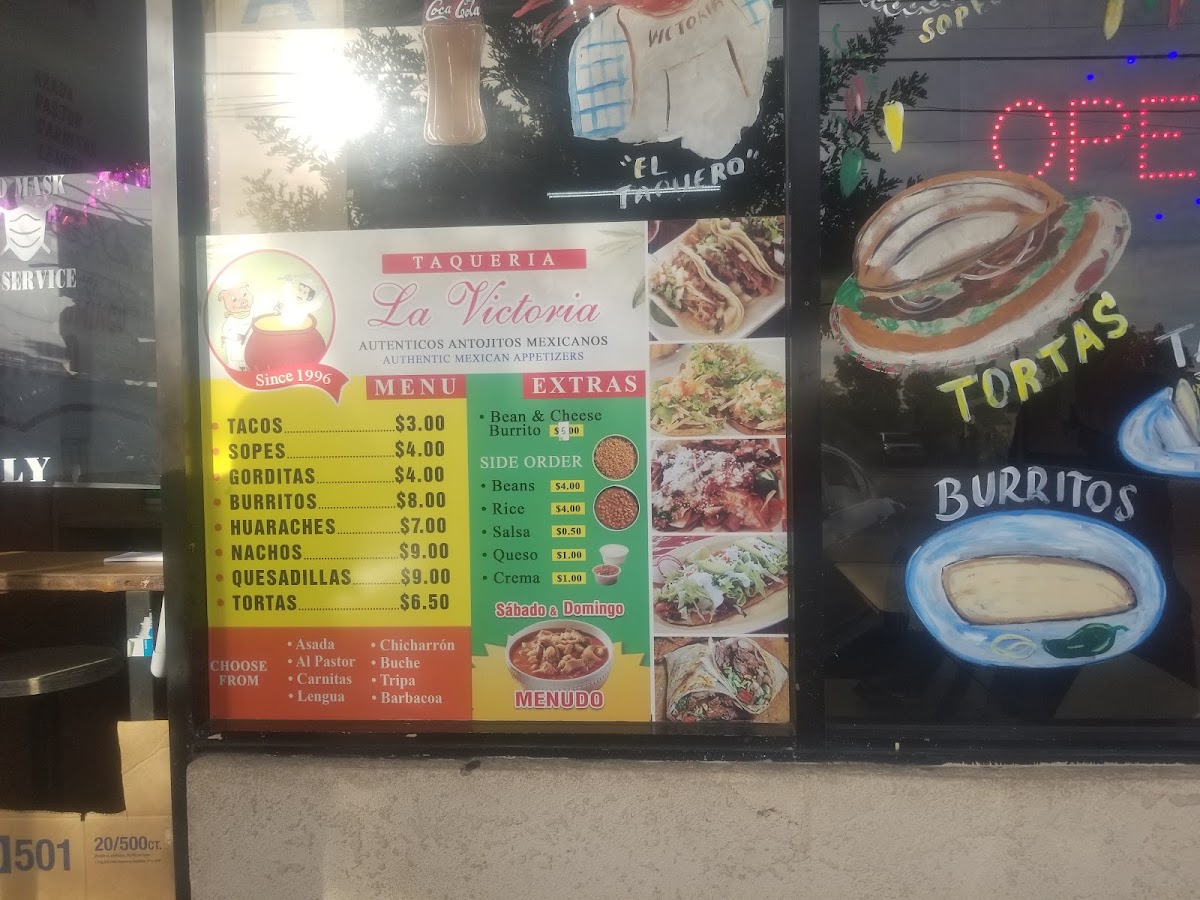 Coca Cola
VICTORIA
"EL
TAQUERO"
SOPES
OPE
MASK
SERVICE
LY
TAQUERIA
La Victoria
AUTENTICOS ANTOJITOS MEXICANOS
AUTHENTIC MEXICAN APPETIZERS
Since 1996
MENU
TACOS.......................$3.00
SOPES.......................$4.00
GORDITAS.................$4.00
BURRITOS.................$8.00
HUARACHES.............$7.00
NACHOS....................$9.00
QUESADILLAS..........$9.00
TORTAS.....................$6.50
CHOOSE
FROM
• Asada
• Al Pastor
• Carnitas
• Lengua
• Chicharrón
• Buche
• Tripa
• Barbacoa
EXTRAS
• Bean & Cheese
Burrito
SIDE ORDER
• Beans $4.00
• Rice $4.00
• Salsa $0.50
• Queso $1.00
• Crema $1.00
Sábado & Domingo
MENUDO
TORTAS
BURRITOS
501
20/500CT.